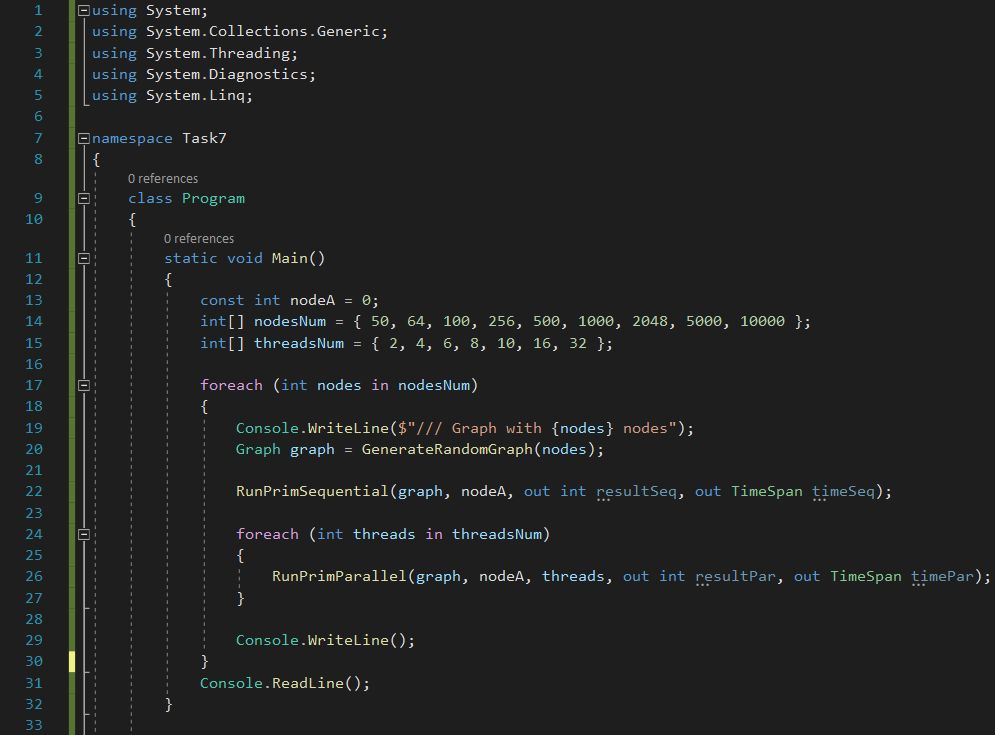 1 using System;
2 using System.Collections.Generic;
3 using System.Threading;
4 using System.Diagnostics;
5 using System.Linq;
6
7 namespace Task7
8 {
0 references
9 class Program
10 {
0 references
11 static void Main()
12 {
13 const int nodeA = 0;
14 int[] nodesNum = { 50, 64, 100, 256, 500, 1000, 2048, 5000, 10000 };
15 int[] threadsNum = { 2, 4, 6, 8, 10, 16, 32 };
16
17 foreach (int nodes in nodesNum)
18 {
19 Console.WriteLine($"/// Graph with {nodes} nodes");
20 Graph graph = GenerateRandomGraph(nodes);
21
22 RunPrimSequential(graph, nodeA, out int resultSeq, out TimeSpan timeSeq);
23
24 foreach (int threads in threadsNum)
25 {
26 RunPrimParallel(graph, nodeA, threads, out int resultPar, out TimeSpan timePar);
27 }
28
29 Console.WriteLine();
30 }
31 Console.ReadLine();
32 }
33